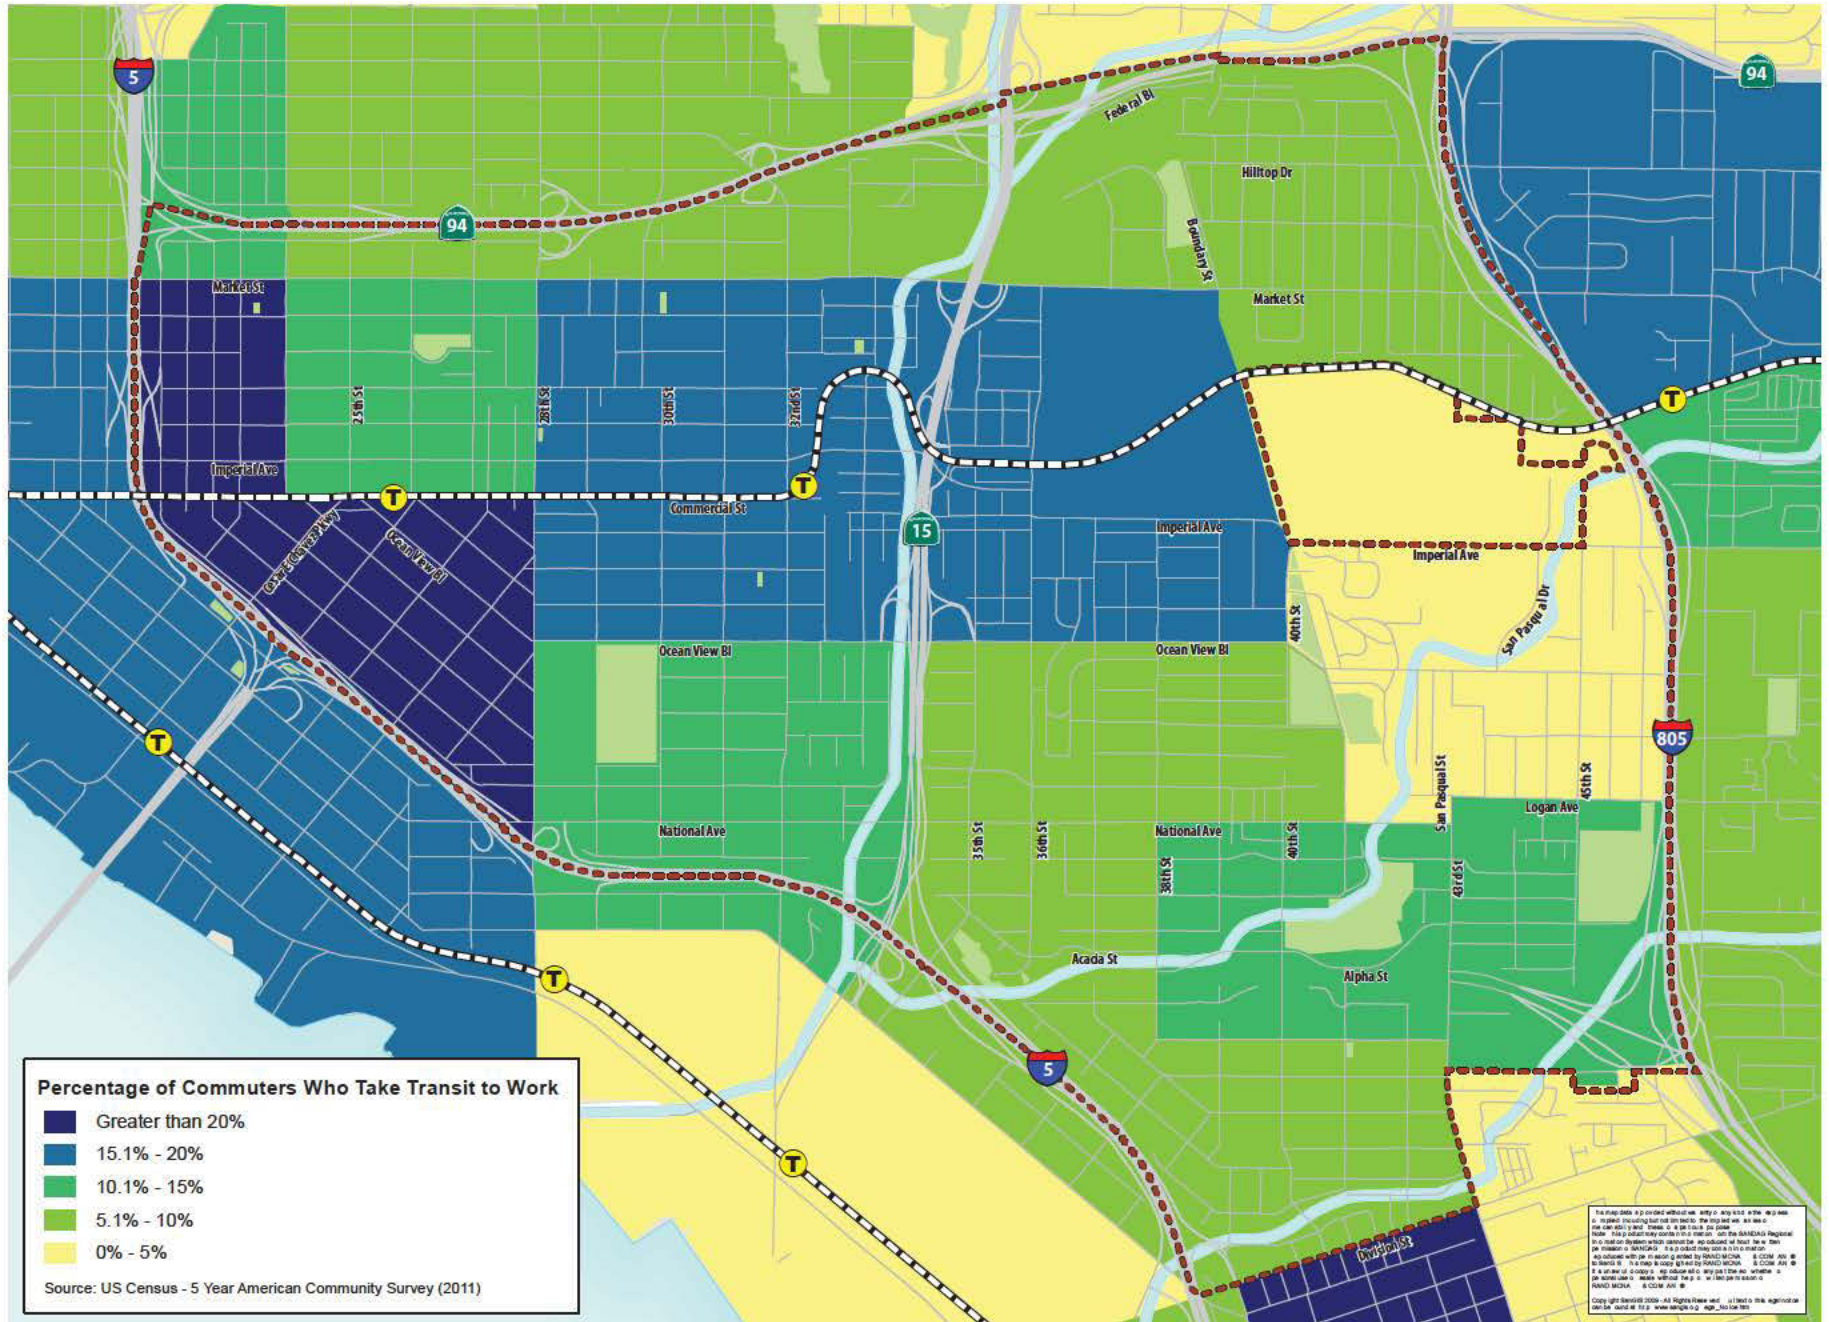 5
94
Federal Bl
Hilltop Dr
94
Boundary St
Market St
Market St
25th St
28th St
30th St
32nd St
T
Imperial Ave
T
T
Commercial St
15
Imperial Ave
Imperial Ave
Cesar E Chavez Pkwy
Ocean View Bl
San Pasqual Dr
40th St
Ocean View Bl
Ocean View Bl
T
805
San Pasqual St
45th St
Logan Ave
National Ave
35th St
36th St
National Ave
40th St
38th St
43rd St
Acacia St
Alpha St
T
5
T
Division St
Percentage of Commuters Who Take Transit to Work
Greater than 20%
15.1% - 20%
10.1% - 15%
5.1% - 10%
0% - 5%
Source: US Census - 5 Year American Community Survey (2011)